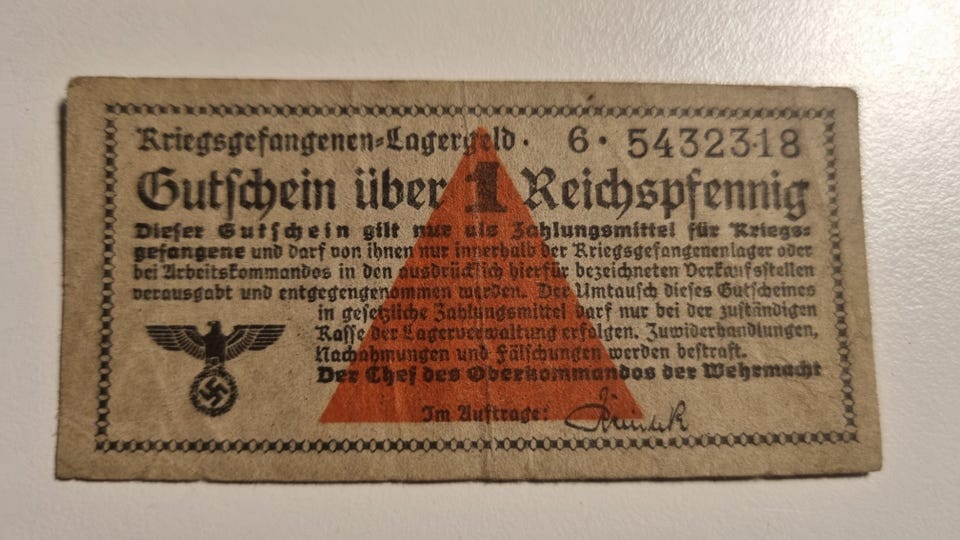 Kriegsgefangenen-Lagergeld · 6 · 5432318
Gutschein über 1 Reichspfennig
Dieser Gutschein gilt nur als Zahlungsmittel für Kriegs-
gefangene und darf von ihnen nur innerhalb der Kriegsgefangenenlager oder
bei Arbeitskommandos in den ausdrücklich hierfür bezeichneten Verkaufsstellen
verausgabt und entgegengenommen werden. Der Umtausch dieses Gutscheines
in gesetzliche Zahlungsmittel darf nur bei der zuständigen
Kasse der Lagerverwaltung erfolgen. Zuwiderhandlungen,
Nachahmungen und Fälschungen werden bestraft.
Der Chef des Oberkommandos der Wehrmacht
Im Auftrage: